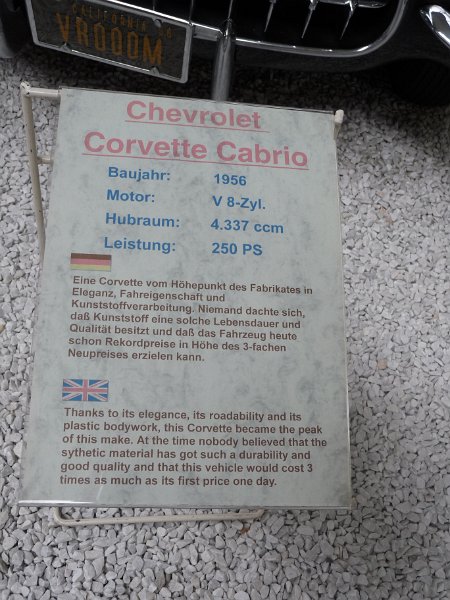 CALIFORNIA
VROOOM
Chevrolet
Corvette Cabrio
Baujahr: 1956
Motor: V 8-Zyl.
Hubraum: 4.337 ccm
Leistung: 250 PS
Eine Corvette vom Höhepunkt des Fabrikates in
Eleganz, Fahreigenschaft und
Kunststoffverarbeitung. Niemand dachte sich,
daß Kunststoff eine solche Lebensdauer und
Qualität besitzt und daß das Fahrzeug heute
schon Rekordpreise in Höhe des 3-fachen
Neupreises erzielen kann.
Thanks to its elegance, its roadability and its
plastic bodywork, this Corvette became the peak
of this make. At the time nobody believed that the
sythetic material has got such a durability and
good quality and that this vehicle would cost 3
times as much as its first price one day.